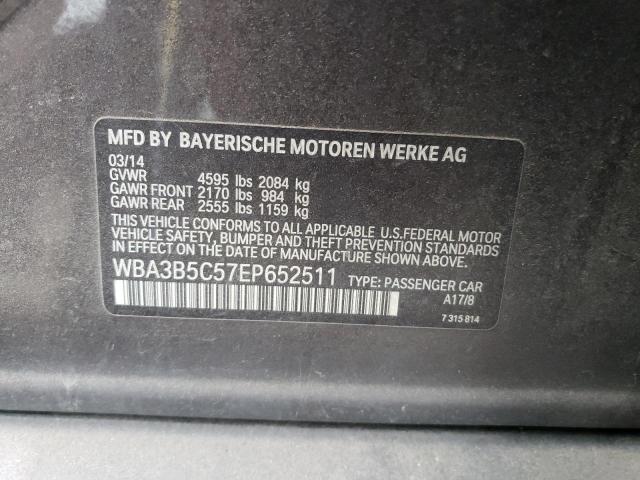 MFD BY BAYERISCHE MOTOREN WERKE AG
03/14
GVWR 4595 lbs 2084 kg
GAWR FRONT 2170 lbs 984 kg
GAWR REAR 2555 lbs 1159 kg
THIS VEHICLE CONFORMS TO ALL APPLICABLE U.S.FEDERAL MOTOR
VEHICLE SAFETY, BUMPER AND THEFT PREVENTION STANDARDS
IN EFFECT ON THE DATE OF MANUFACTURE SHOWN ABOVE.
WBA3B5C57EP652511 TYPE: PASSENGER CAR
A17/8
7 315 814